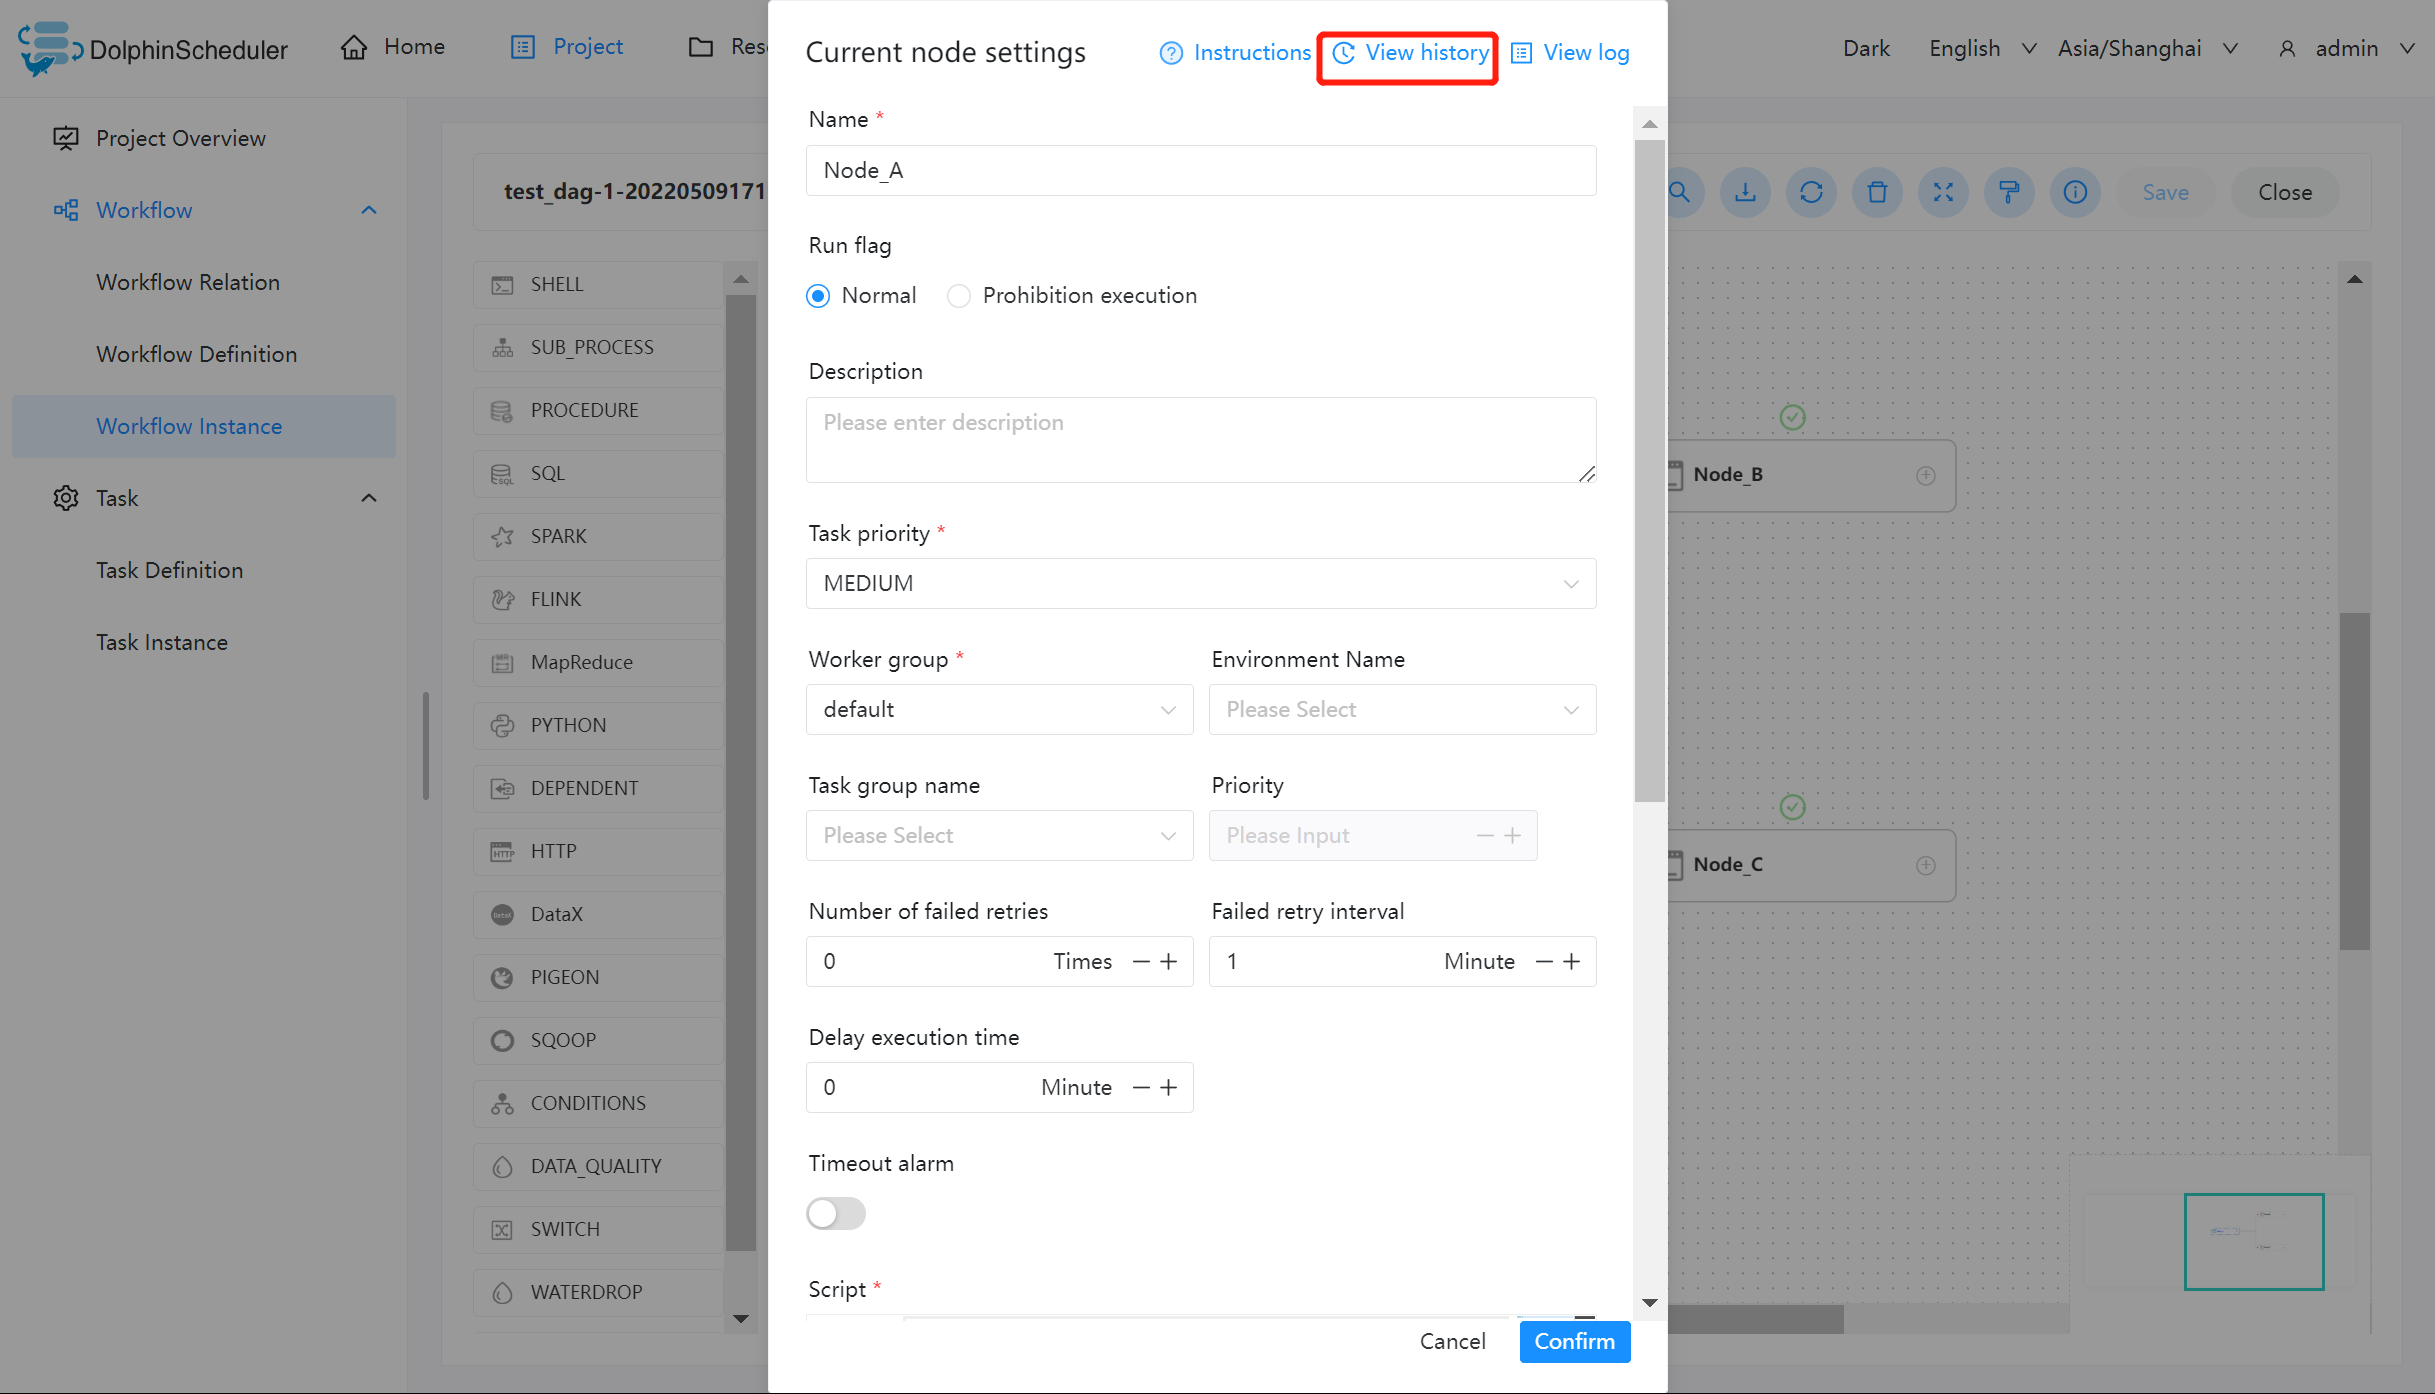 DolphinScheduler
Home
Project
Dark
English
Asia/Shanghai
admin
Project Overview
Workflow
Workflow Relation
Workflow Definition
Workflow Instance
Task
Task Definition
Task Instance
test_dag-1-20220509171
Save
Close
SHELL
SUB_PROCESS
PROCEDURE
SQL
SPARK
FLINK
MapReduce
PYTHON
DEPENDENT
HTTP
DataX
PIGEON
SQOOP
CONDITIONS
DATA_QUALITY
SWITCH
WATERDROP
Current node settings
Instructions
View history
View log
Name *
Node_A
Run flag
Normal
Prohibition execution
Description
Please enter description
Task priority *
MEDIUM
Worker group *
Environment Name
default
Please Select
Task group name
Priority
Please Select
Please Input
Number of failed retries
Failed retry interval
0 Times
1 Minute
Delay execution time
0 Minute
Timeout alarm
Script *
Cancel
Confirm
Node_B
Node_C